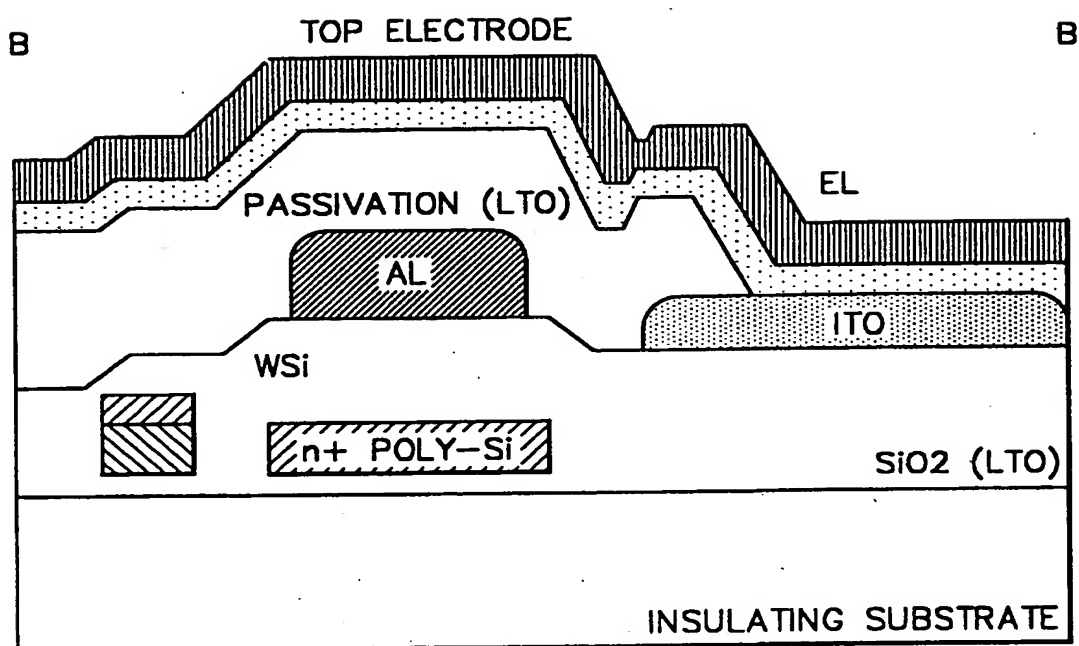 B
TOP ELECTRODE
B
EL
PASSIVATION (LTO)
AL
ITO
WSi
n+ POLY-Si
SiO2 (LTO)
INSULATING SUBSTRATE